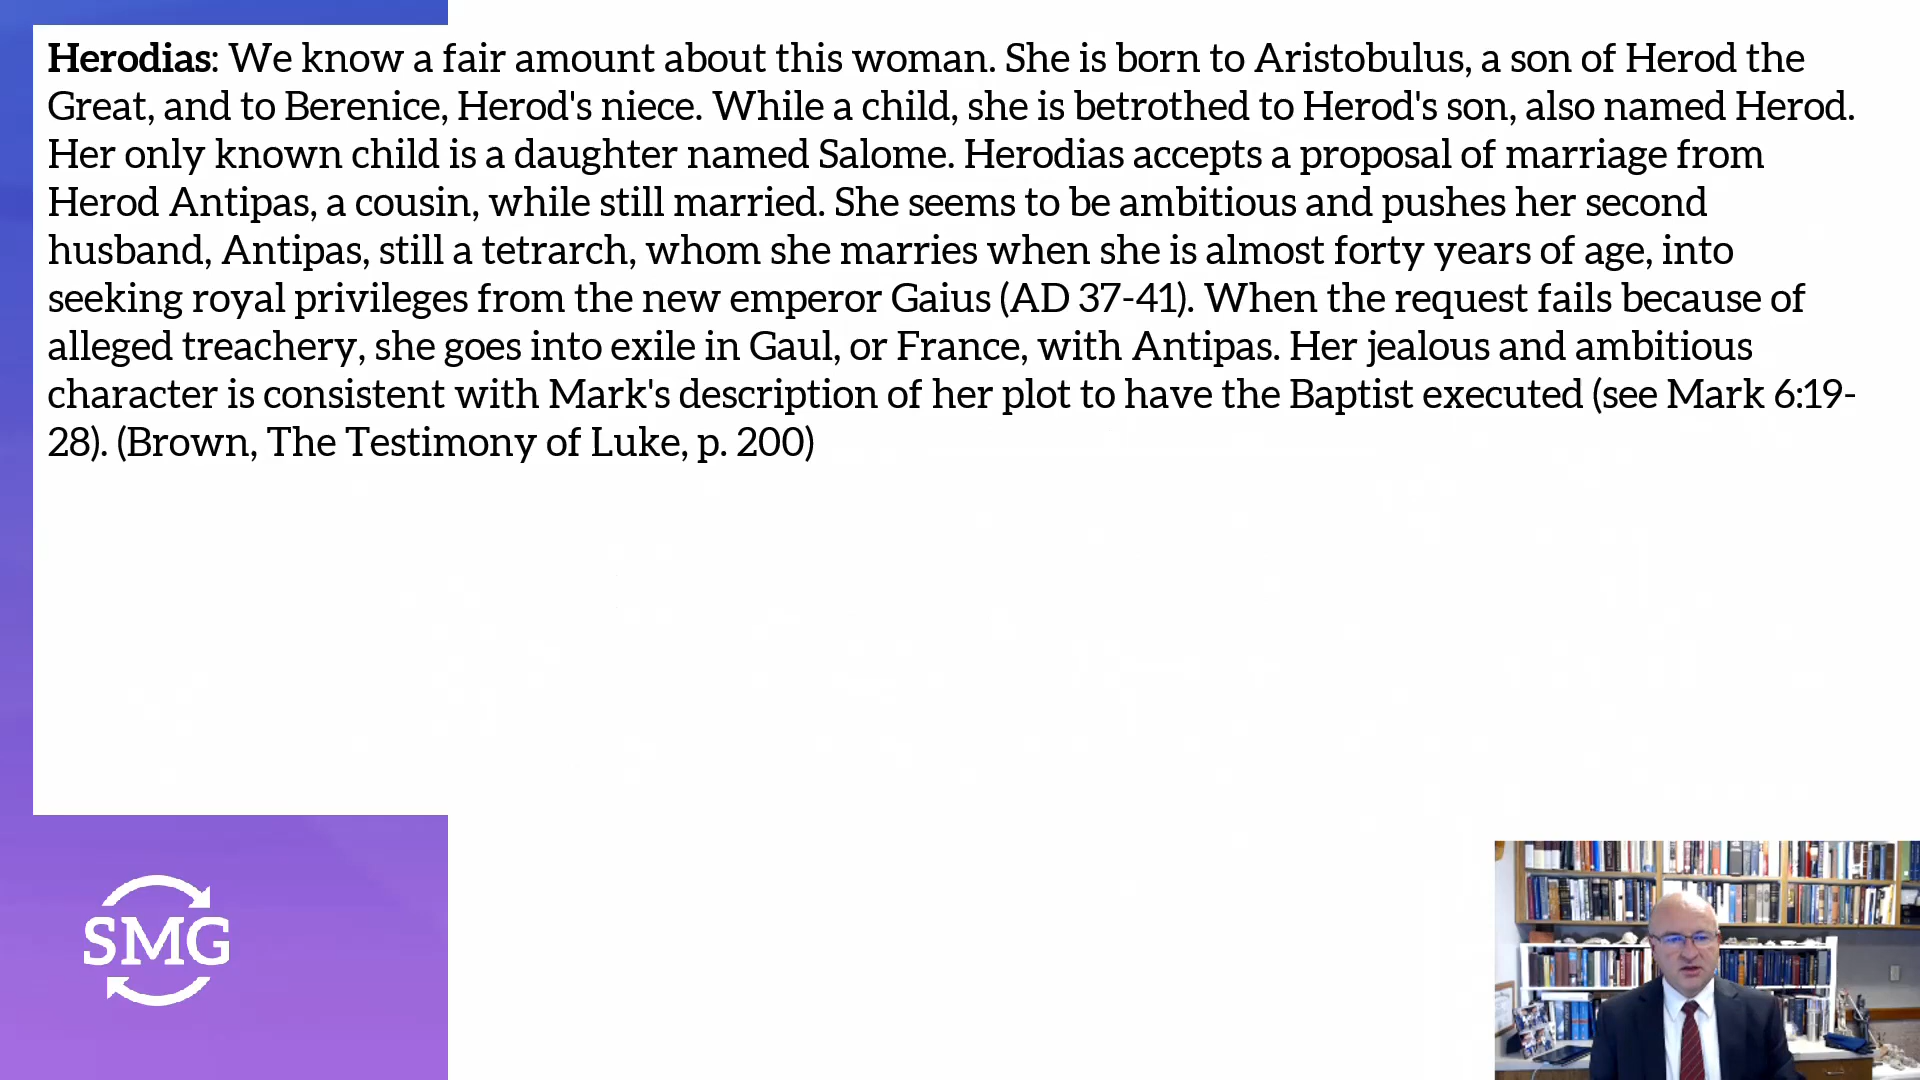 Herodias: We know a fair amount about this woman. She is born to Aristobulus, a son of Herod the
Great, and to Berenice, Herod's niece. While a child, she is betrothed to Herod's son, also named Herod.
Her only known child is a daughter named Salome. Herodias accepts a proposal of marriage from
Herod Antipas, a cousin, while still married. She seems to be ambitious and pushes her second
husband, Antipas, still a tetrarch, whom she marries when she is almost forty years of age, into
seeking royal privileges from the new emperor Gaius (AD 37-41). When the request fails because of
alleged treachery, she goes into exile in Gaul, or France, with Antipas. Her jealous and ambitious
character is consistent with Mark's description of her plot to have the Baptist executed (see Mark 6:19-
28). (Brown, The Testimony of Luke, p. 200)
SMG